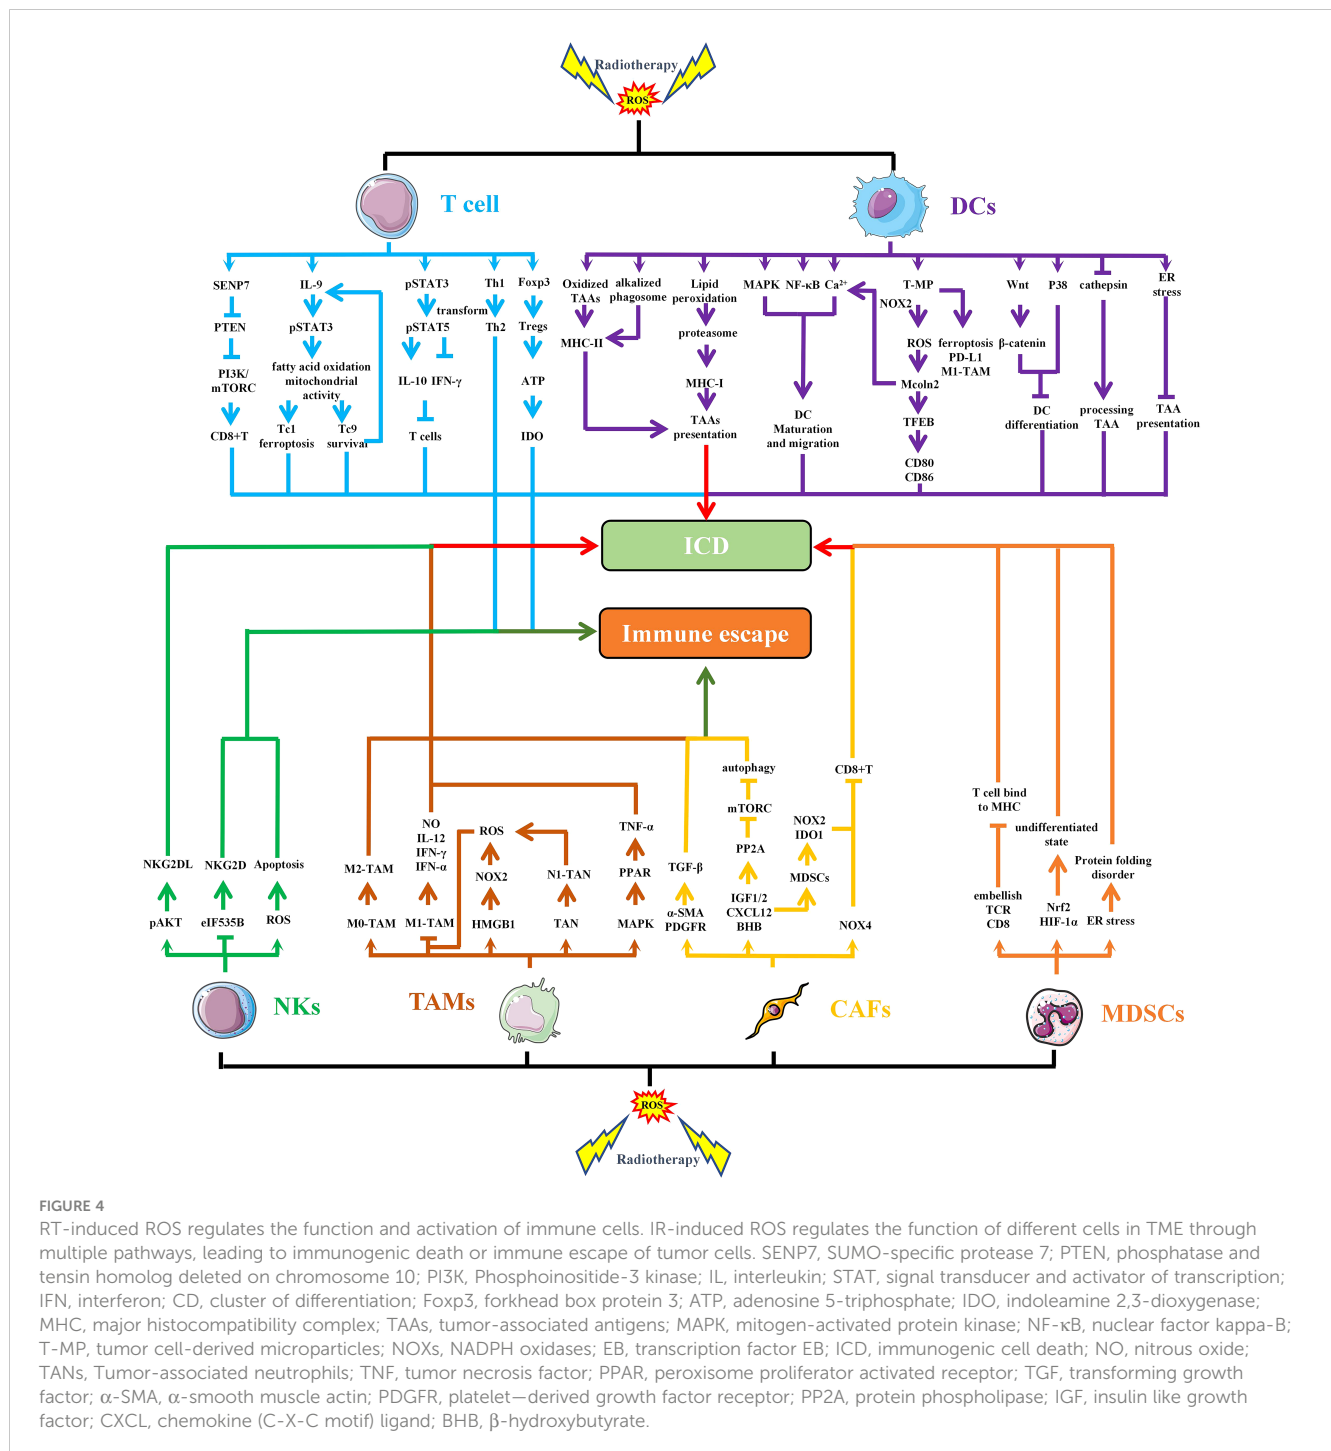 Radiotherapy
ROS
T cell
DCs
SENP7
IL-9
pSTAT3
Th1
Foxp3
Oxidized
TAAs
alkalized
phagosome
Lipid
peroxidation
MAPK
NF-κB
Ca²⁺
T-MP
Wnt
P38
cathepsin
ER
stress
PTEN
pSTAT3
transform
pSTAT5
Th2
Tregs
MHC-II
proteasome
NOX2
ROS
ferroptosis
PD-L1
M1-TAM
β-catenin
PI3K/
mTORC
fatty acid oxidation
mitochondrial
activity
IL-10
IFN-γ
ATP
MHC-I
Mcoln2
CD8+T
Tc1
ferroptosis
Tc9
survival
T cells
IDO
TAAs
presentation
DC
Maturation
and migration
TFEB
CD80
CD86
DC
differentiation
processing
TAA
TAA
presentation
ICD
Immune escape
NKG2DL
NKG2D
Apoptosis
pAKT
eIF535B
ROS
NKs
M2-TAM
NO
IL-12
IFN-γ
IFN-α
ROS
NOX2
N1-TAN
TNF-α
PPAR
M0-TAM
M1-TAM
HMGB1
TAN
MAPK
TAMs
autophagy
mTORC
PP2A
TGF-β
α-SMA
PDGFR
IGF1/2
CXCL12
BHB
NOX2
IDO1
MDSCs
CD8+T
NOX4
CAFs
T cell bind
to MHC
undifferentiated
state
Protein folding
disorder
embellish
TCR
CD8
Nrf2
HIF-1α
ER stress
MDSCs
ROS
Radiotherapy
FIGURE 4
RT-induced ROS regulates the function and activation of immune cells. IR-induced ROS regulates the function of different cells in TME through
multiple pathways, leading to immunogenic death or immune escape of tumor cells. SENP7, SUMO-specific protease 7; PTEN, phosphatase and
tensin homolog deleted on chromosome 10; PI3K, Phosphoinositide-3 kinase; IL, interleukin; STAT, signal transducer and activator of transcription;
IFN, interferon; CD, cluster of differentiation; Foxp3, forkhead box protein 3; ATP, adenosine 5-triphosphate; IDO, indoleamine 2,3-dioxygenase;
MHC, major histocompatibility complex; TAAs, tumor-associated antigens; MAPK, mitogen-activated protein kinase; NF-κB, nuclear factor kappa-B;
T-MP, tumor cell-derived microparticles; NOXs, NADPH oxidases; EB, transcription factor EB; ICD, immunogenic cell death; NO, nitrous oxide;
TANs, Tumor-associated neutrophils; TNF, tumor necrosis factor; PPAR, peroxisome proliferator activated receptor; TGF, transforming growth
factor; α-SMA, α-smooth muscle actin; PDGFR, platelet—derived growth factor receptor; PP2A, protein phospholipase; IGF, insulin like growth
factor; CXCL, chemokine (C-X-C motif) ligand; BHB, β-hydroxybutyrate.